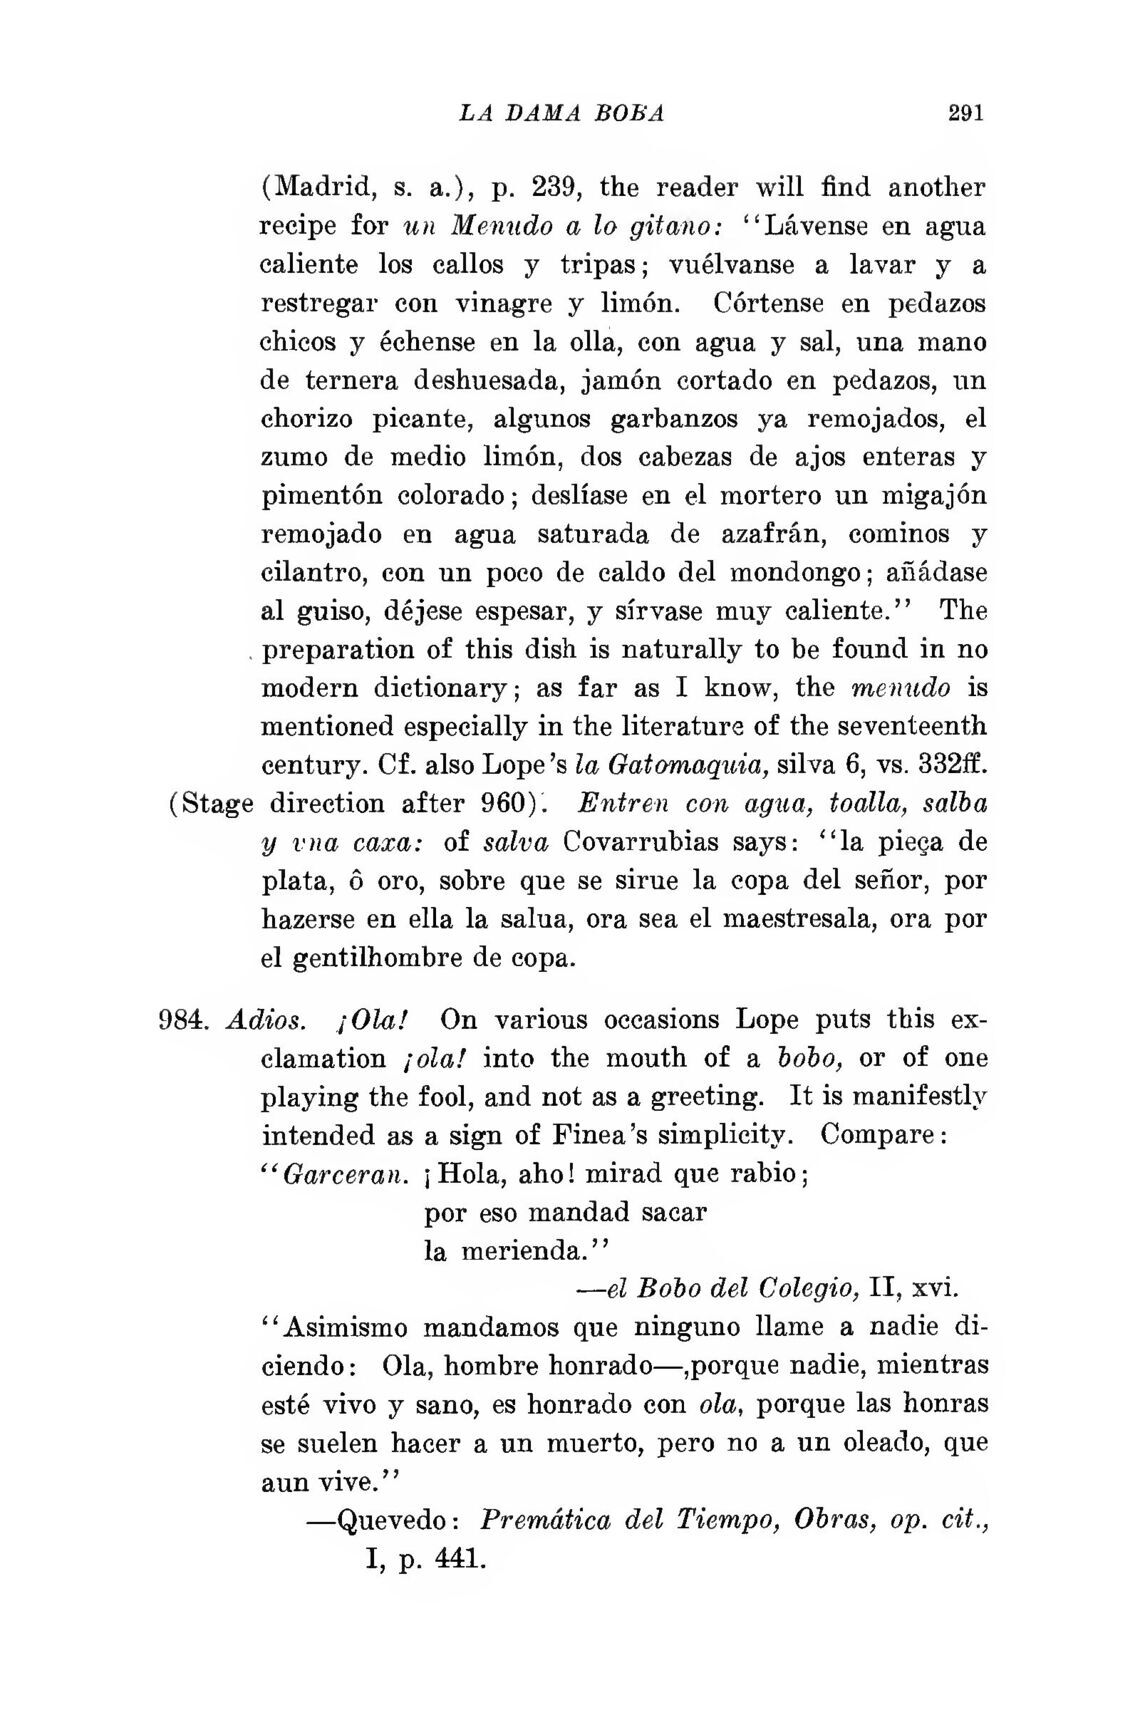 LA DAMA BOBA 291
(Madrid, s. a.), p. 239, the reader will find another
recipe for un Menudo a lo gitano: “Lávense en agua
caliente los callos y tripas; vuélvanse a lavar y a
restregar con vinagre y limón. Córtense en pedazos
chicos y échense en la olla, con agua y sal, una mano
de ternera deshuesada, jamón cortado en pedazos, un
chorizo picante, algunos garbanzos ya remojados, el
zumo de medio limón, dos cabezas de ajos enteras y
pimentón colorado; deslíase en el mortero un migajón
remojado en agua saturada de azafrán, cominos y
cilantro, con un poco de caldo del mondongo; añádase
al guiso, déjese espesar, y sírvase muy caliente.” The
preparation of this dish is naturally to be found in no
modern dictionary; as far as I know, the menudo is
mentioned especially in the literature of the seventeenth
century. Cf. also Lope's la Gatomaquia, silva 6, vs. 332ff.
(Stage direction after 960). Entren con agua, toalla, salba
y vna caxa: of salva Covarrubias says: “la pieça de
plata, ô oro, sobre que se sirue la copa del señor, por
hazerse en ella la salua, ora sea el maestresala, ora por
el gentilhombre de copa.
984. Adios. ¡Ola! On various occasions Lope puts this ex-
clamation ¡ola! into the mouth of a bobo, or of one
playing the fool, and not as a greeting. It is manifestly
intended as a sign of Finea's simplicity. Compare:
“Garceran. ¡Hola, aho! mirad que rabio;
por eso mandad sacar
la merienda.”
—el Bobo del Colegio, II, xvi.
“Asimismo mandamos que ninguno llame a nadie di-
ciendo: Ola, hombre honrado—,porque nadie, mientras
esté vivo y sano, es honrado con ola, porque las honras
se suelen hacer a un muerto, pero no a un oleado, que
aun vive.”
—Quevedo: Premática del Tiempo, Obras, op. cit.,
I, p. 441.